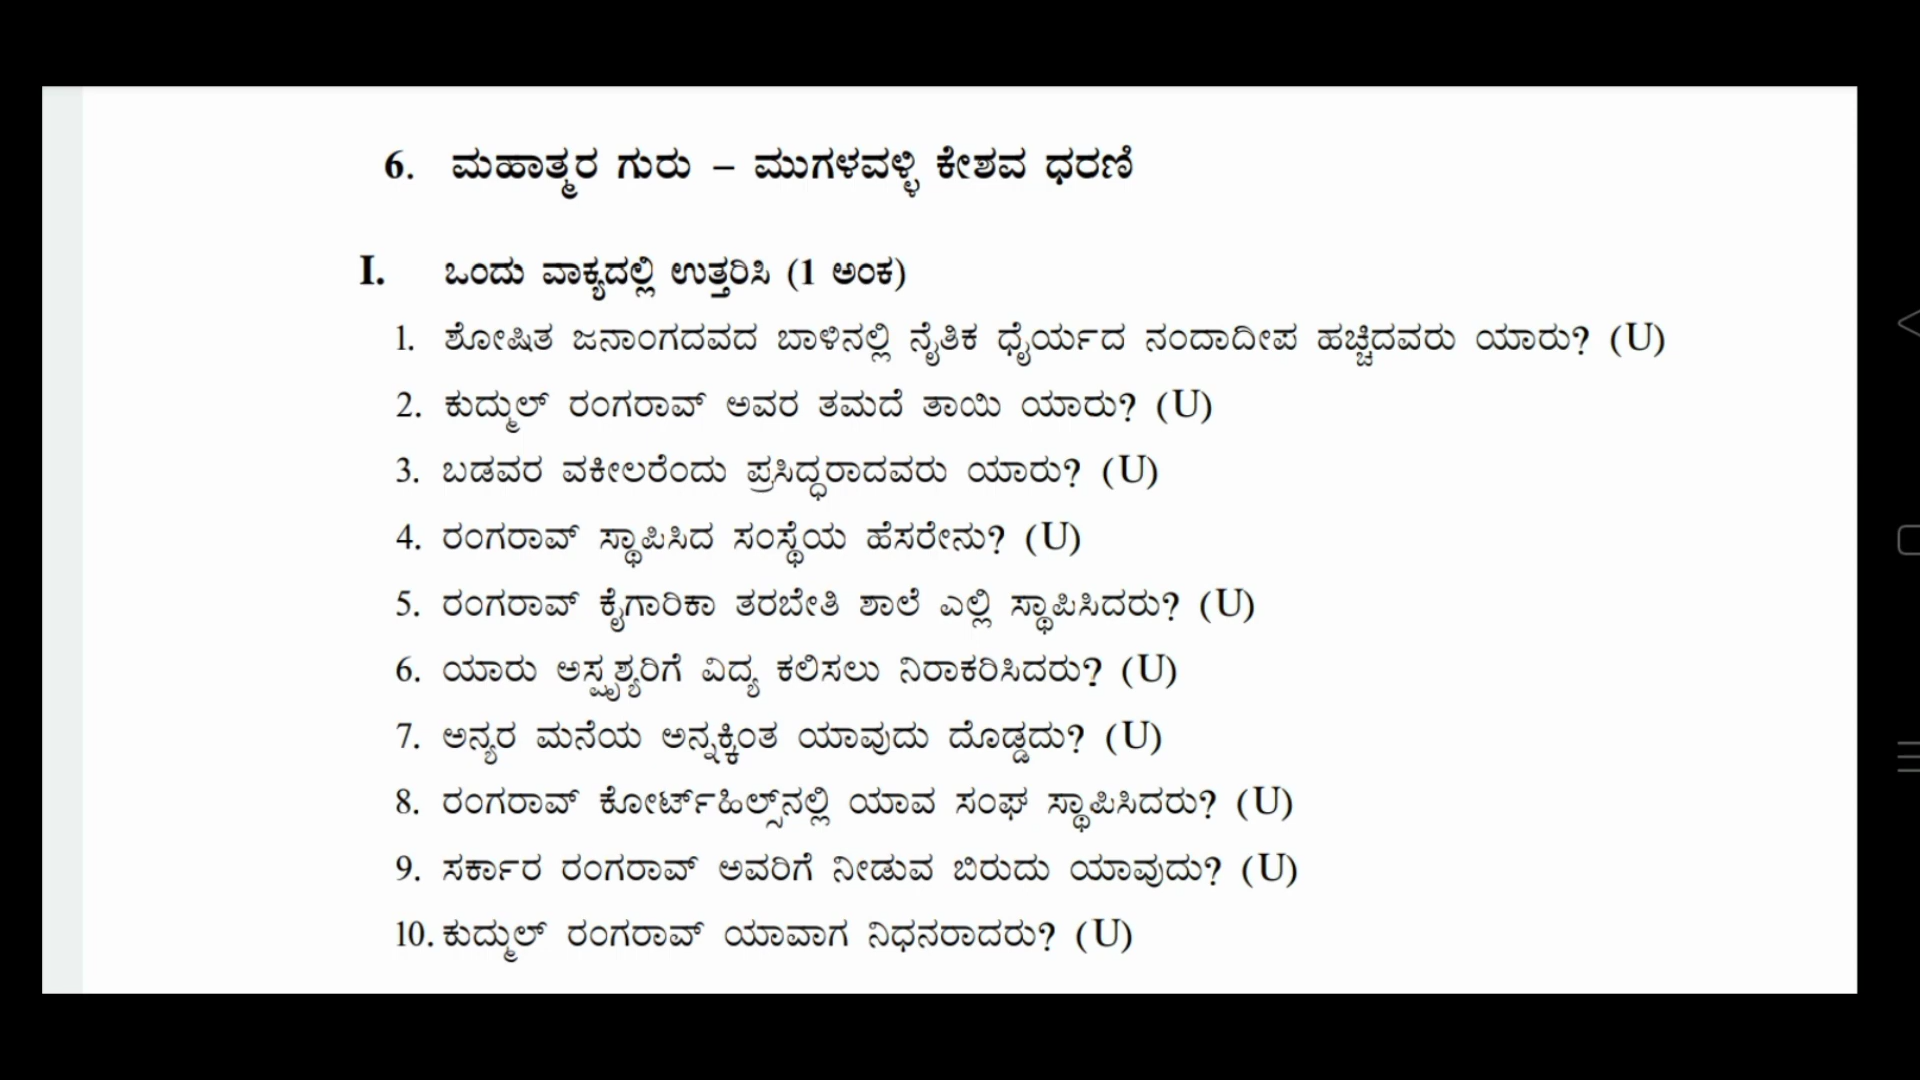 6. ಮಹಾತ್ಮರ ಗುರು – ಮುಗಳವಳ್ಳಿ ಕೇಶವ ಧರಣಿ
I. ಒಂದು ವಾಕ್ಯದಲ್ಲಿ ಉತ್ತರಿಸಿ (1 ಅಂಕ)
1. ಶೋಷಿತ ಜನಾಂಗದವದ ಬಾಳಿನಲ್ಲಿ ನೈತಿಕ ಧೈರ್ಯದ ನಂದಾದೀಪ ಹಚ್ಚಿದವರು ಯಾರು? (U)
2. ಕುದ್ಮುಲ್ ರಂಗರಾವ್ ಅವರ ತಮದೆ ತಾಯಿ ಯಾರು? (U)
3. ಬಡವರ ವಕೀಲರೆಂದು ಪ್ರಸಿದ್ಧರಾದವರು ಯಾರು? (U)
4. ರಂಗರಾವ್ ಸ್ಥಾಪಿಸಿದ ಸಂಸ್ಥೆಯ ಹೆಸರೇನು? (U)
5. ರಂಗರಾವ್ ಕೈಗಾರಿಕಾ ತರಬೇತಿ ಶಾಲೆ ಎಲ್ಲಿ ಸ್ಥಾಪಿಸಿದರು? (U)
6. ಯಾರು ಅಸ್ಪೃಶ್ಯರಿಗೆ ವಿದ್ಯ ಕಲಿಸಲು ನಿರಾಕರಿಸಿದರು? (U)
7. ಅನ್ಯರ ಮನೆಯ ಅನ್ನಕ್ಕಿಂತ ಯಾವುದು ದೊಡ್ಡದು? (U)
8. ರಂಗರಾವ್ ಕೋರ್ಟ್‌ಹಿಲ್ಸ್‌ನಲ್ಲಿ ಯಾವ ಸಂಘ ಸ್ಥಾಪಿಸಿದರು? (U)
9. ಸರ್ಕಾರ ರಂಗರಾವ್ ಅವರಿಗೆ ನೀಡುವ ಬಿರುದು ಯಾವುದು? (U)
10. ಕುದ್ಮುಲ್ ರಂಗರಾವ್ ಯಾವಾಗ ನಿಧನರಾದರು? (U)